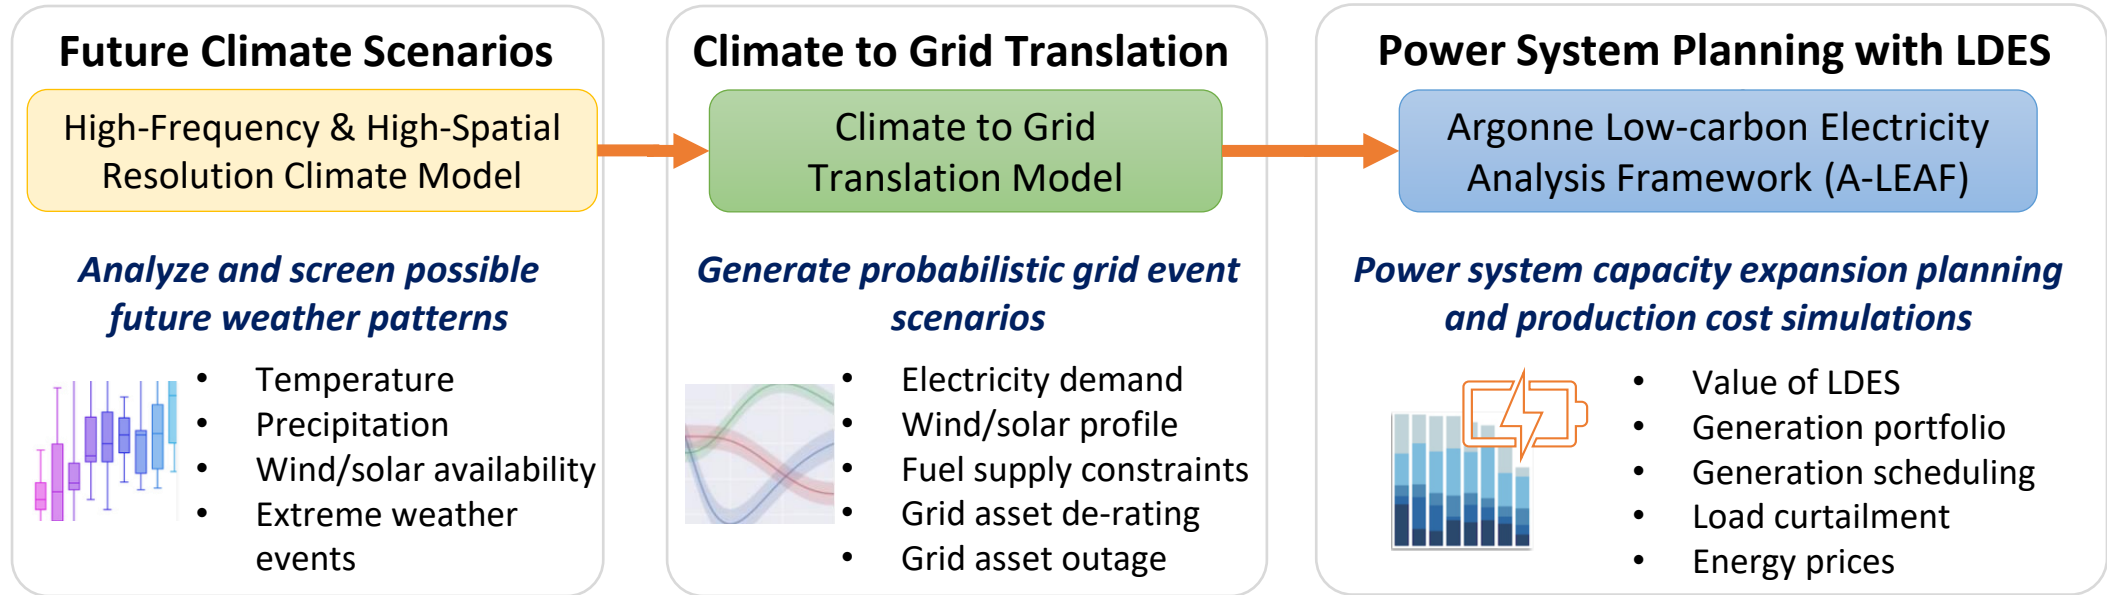 Future Climate Scenarios
High-Frequency & High-Spatial
Resolution Climate Model
Analyze and screen possible
future weather patterns
• Temperature
• Precipitation
• Wind/solar availability
• Extreme weather
events
Climate to Grid Translation
Climate to Grid
Translation Model
Generate probabilistic grid event
scenarios
• Electricity demand
• Wind/solar profile
• Fuel supply constraints
• Grid asset de-rating
• Grid asset outage
Power System Planning with LDES
Argonne Low-carbon Electricity
Analysis Framework (A-LEAF)
Power system capacity expansion planning
and production cost simulations
• Value of LDES
• Generation portfolio
• Generation scheduling
• Load curtailment
• Energy prices